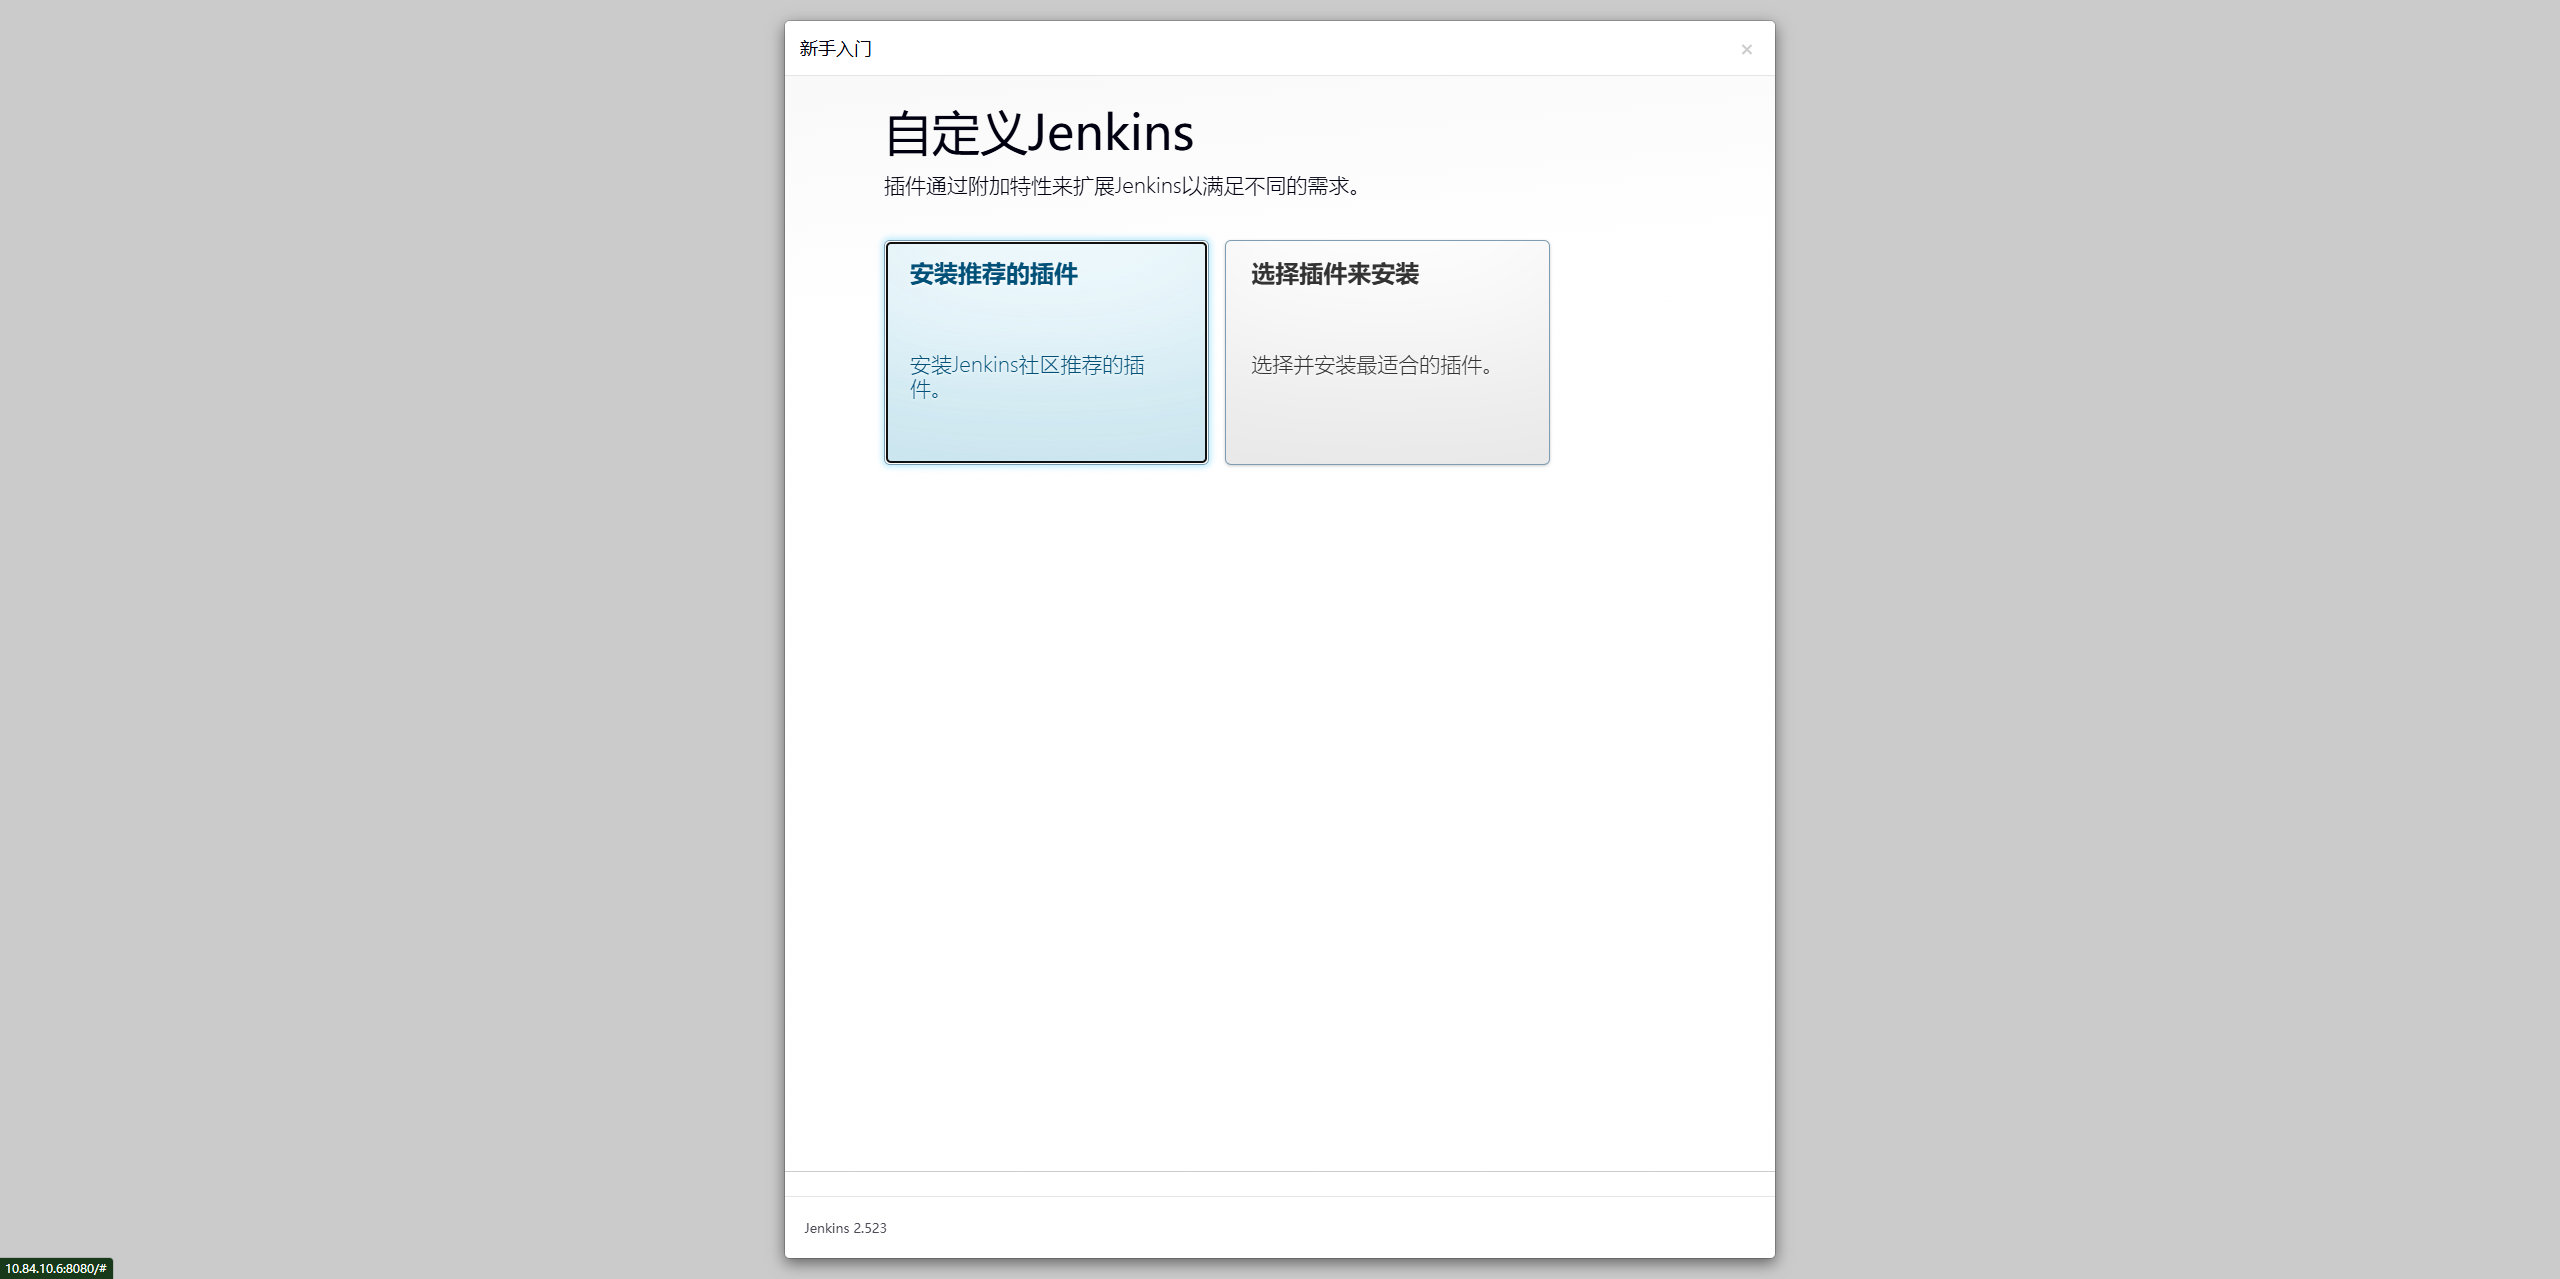 新手入门
×
自定义Jenkins
插件通过附加特性来扩展Jenkins以满足不同的需求。
安装推荐的插件
安装Jenkins社区推荐的插
件。
选择插件来安装
选择并安装最适合的插件。
Jenkins 2.523
10.84.10.6:8080/#